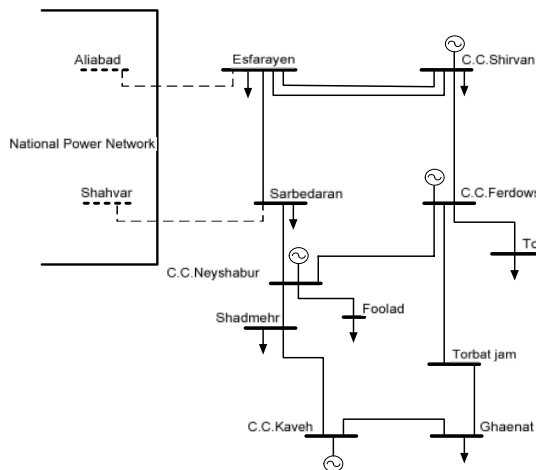 Aliabad
Esfarayen
C.C.Shirvan
National Power Network
Shahvar
Sarbedaran
C.C.Ferdows
C.C.Neyshabur
Foolad
Shadmehr
Torbat jam
C.C.Kaveh
Ghaenat